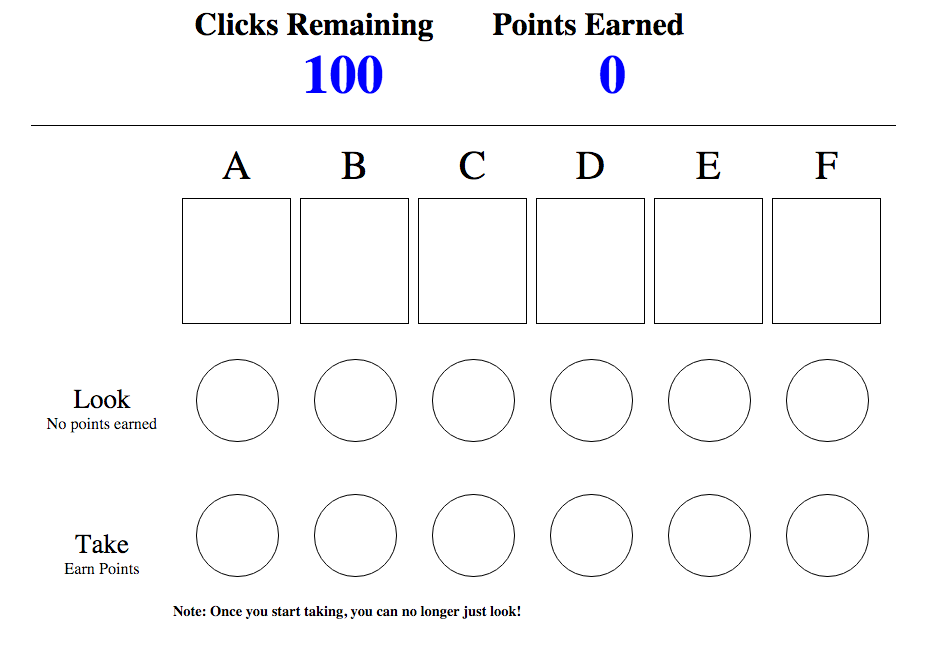 Clicks Remaining Points Earned
100 0
A B C D E F
Look
No points earned
Take
Earn Points
Note: Once you start taking, you can no longer just look!